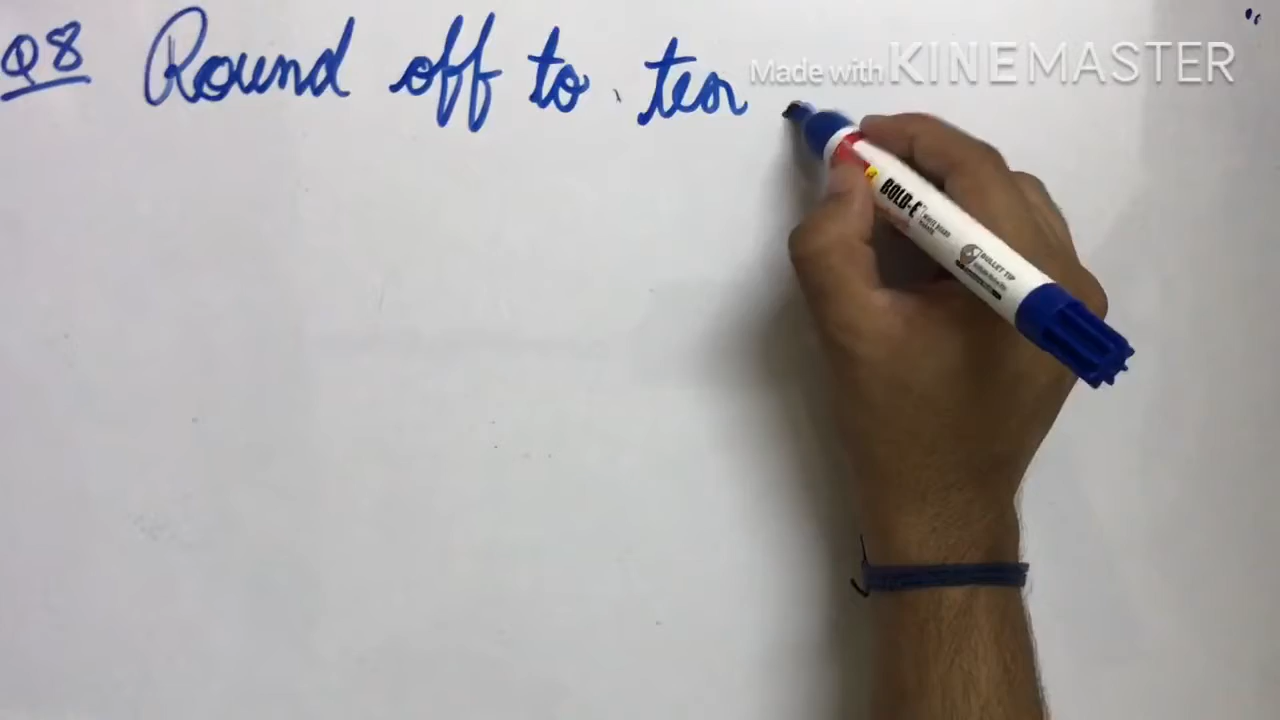 Q8 Round off to ten
Made with KINEMASTER
BOLD-E
BULLET TIP